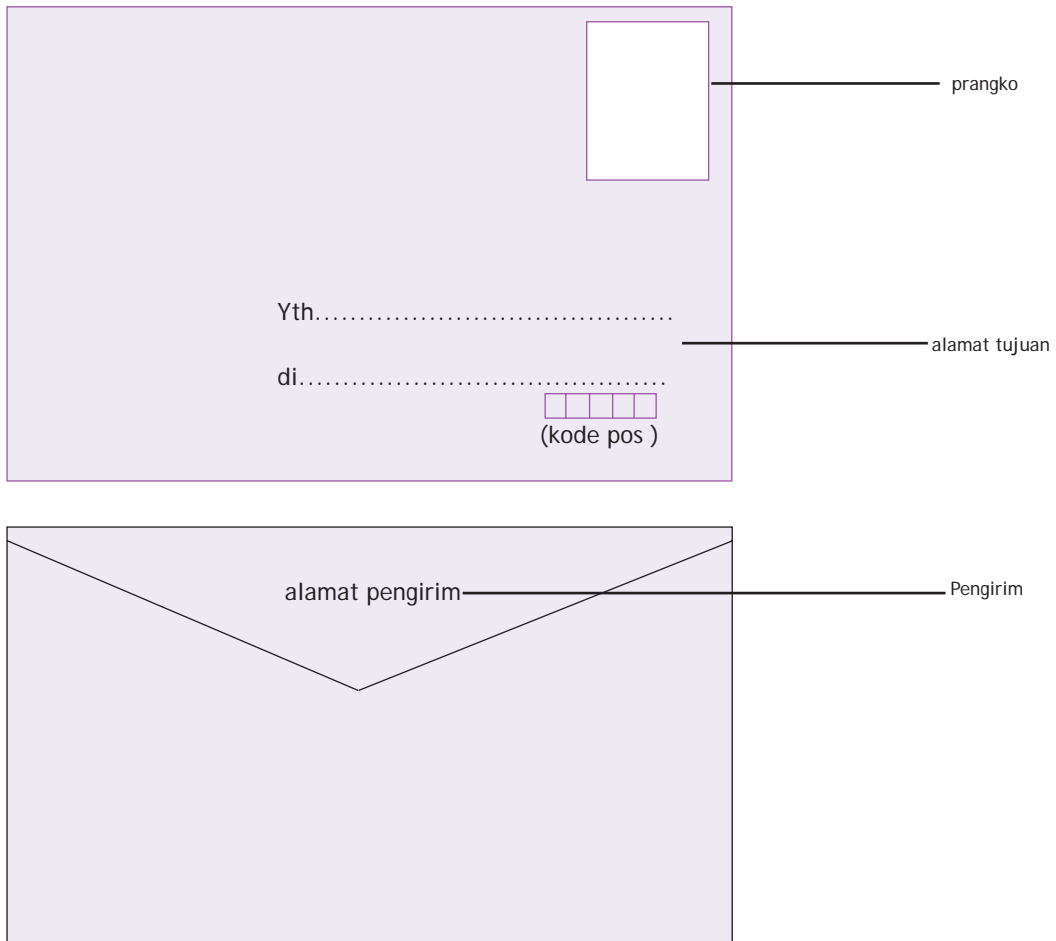 prangko
Yth.........................................
alamat tujuan
di..........................................
(kode pos )
alamat pengirim
Pengirim